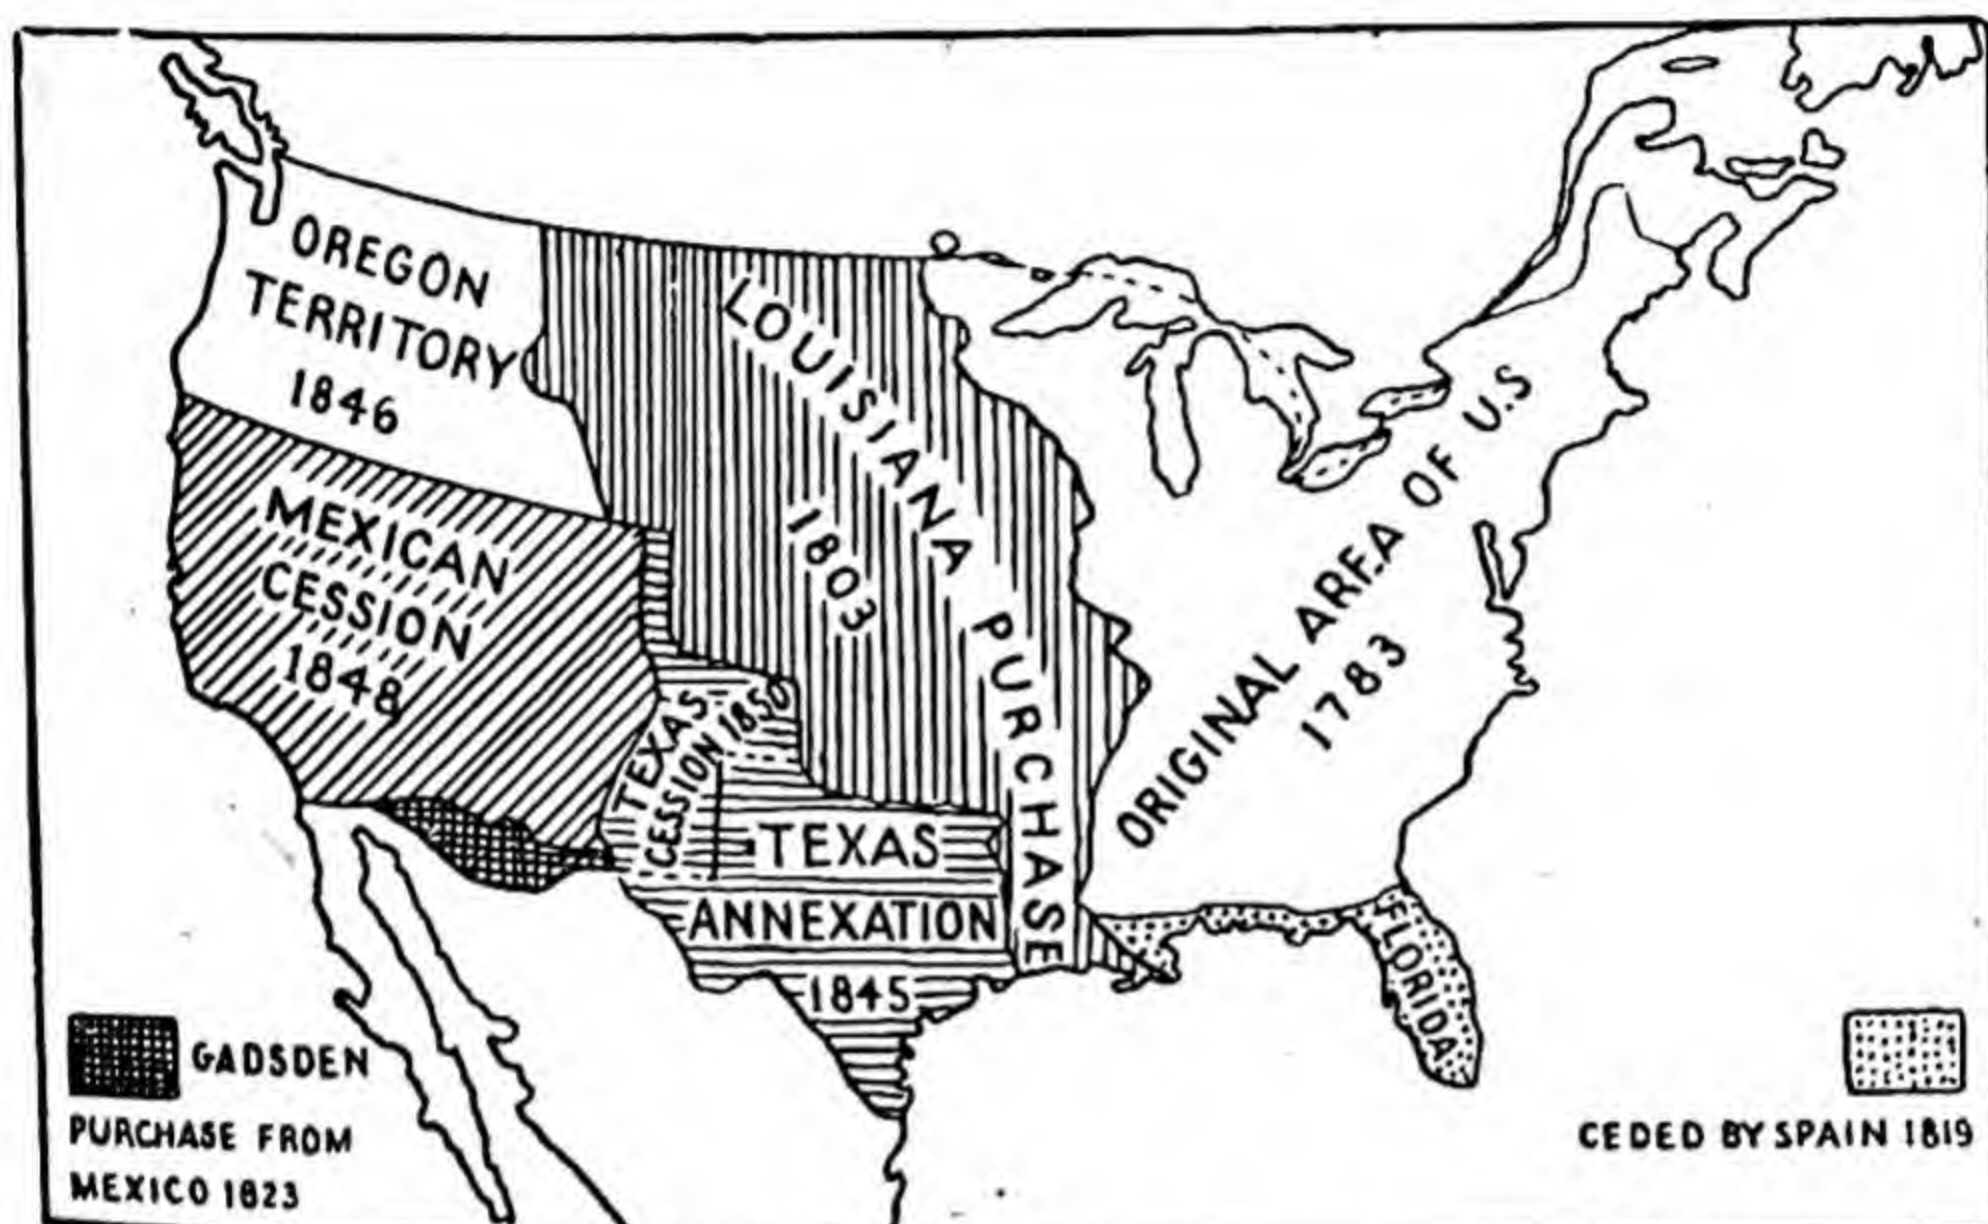 OREGON
TERRITORY
1846
LOUISIANA PURCHASE
1803
ORIGINAL AREA OF U.S
1783
MEXICAN
CESSION
1848
TEXAS
CESSION 1850
TEXAS
ANNEXATION
1845
FLORIDA
GADSDEN
PURCHASE FROM
MEXICO 1823
CEDED BY SPAIN 1819